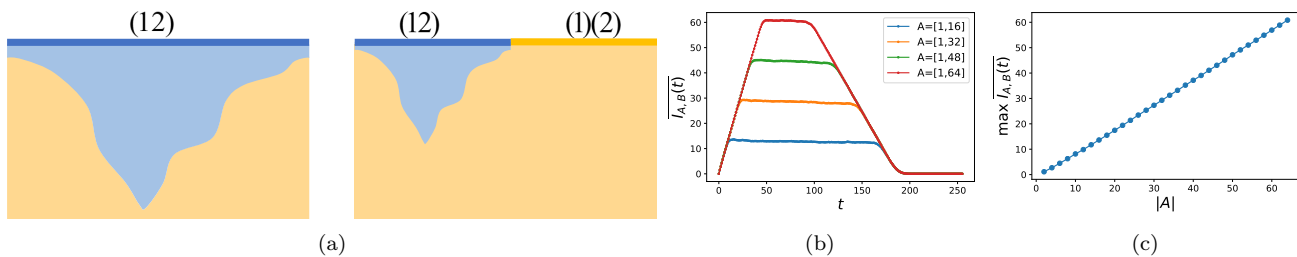 (12)
(12) (1)(2)
(a)
I_{A,B}(t)
60
50
40
30
20
10
0
0 50 100 150 200 250
t
A=[1,16]
A=[1,32]
A=[1,48]
A=[1,64]
(b)
max I_{A,B}(t)
60
50
40
30
20
10
0
0 10 20 30 40 50 60
|A|
(c)